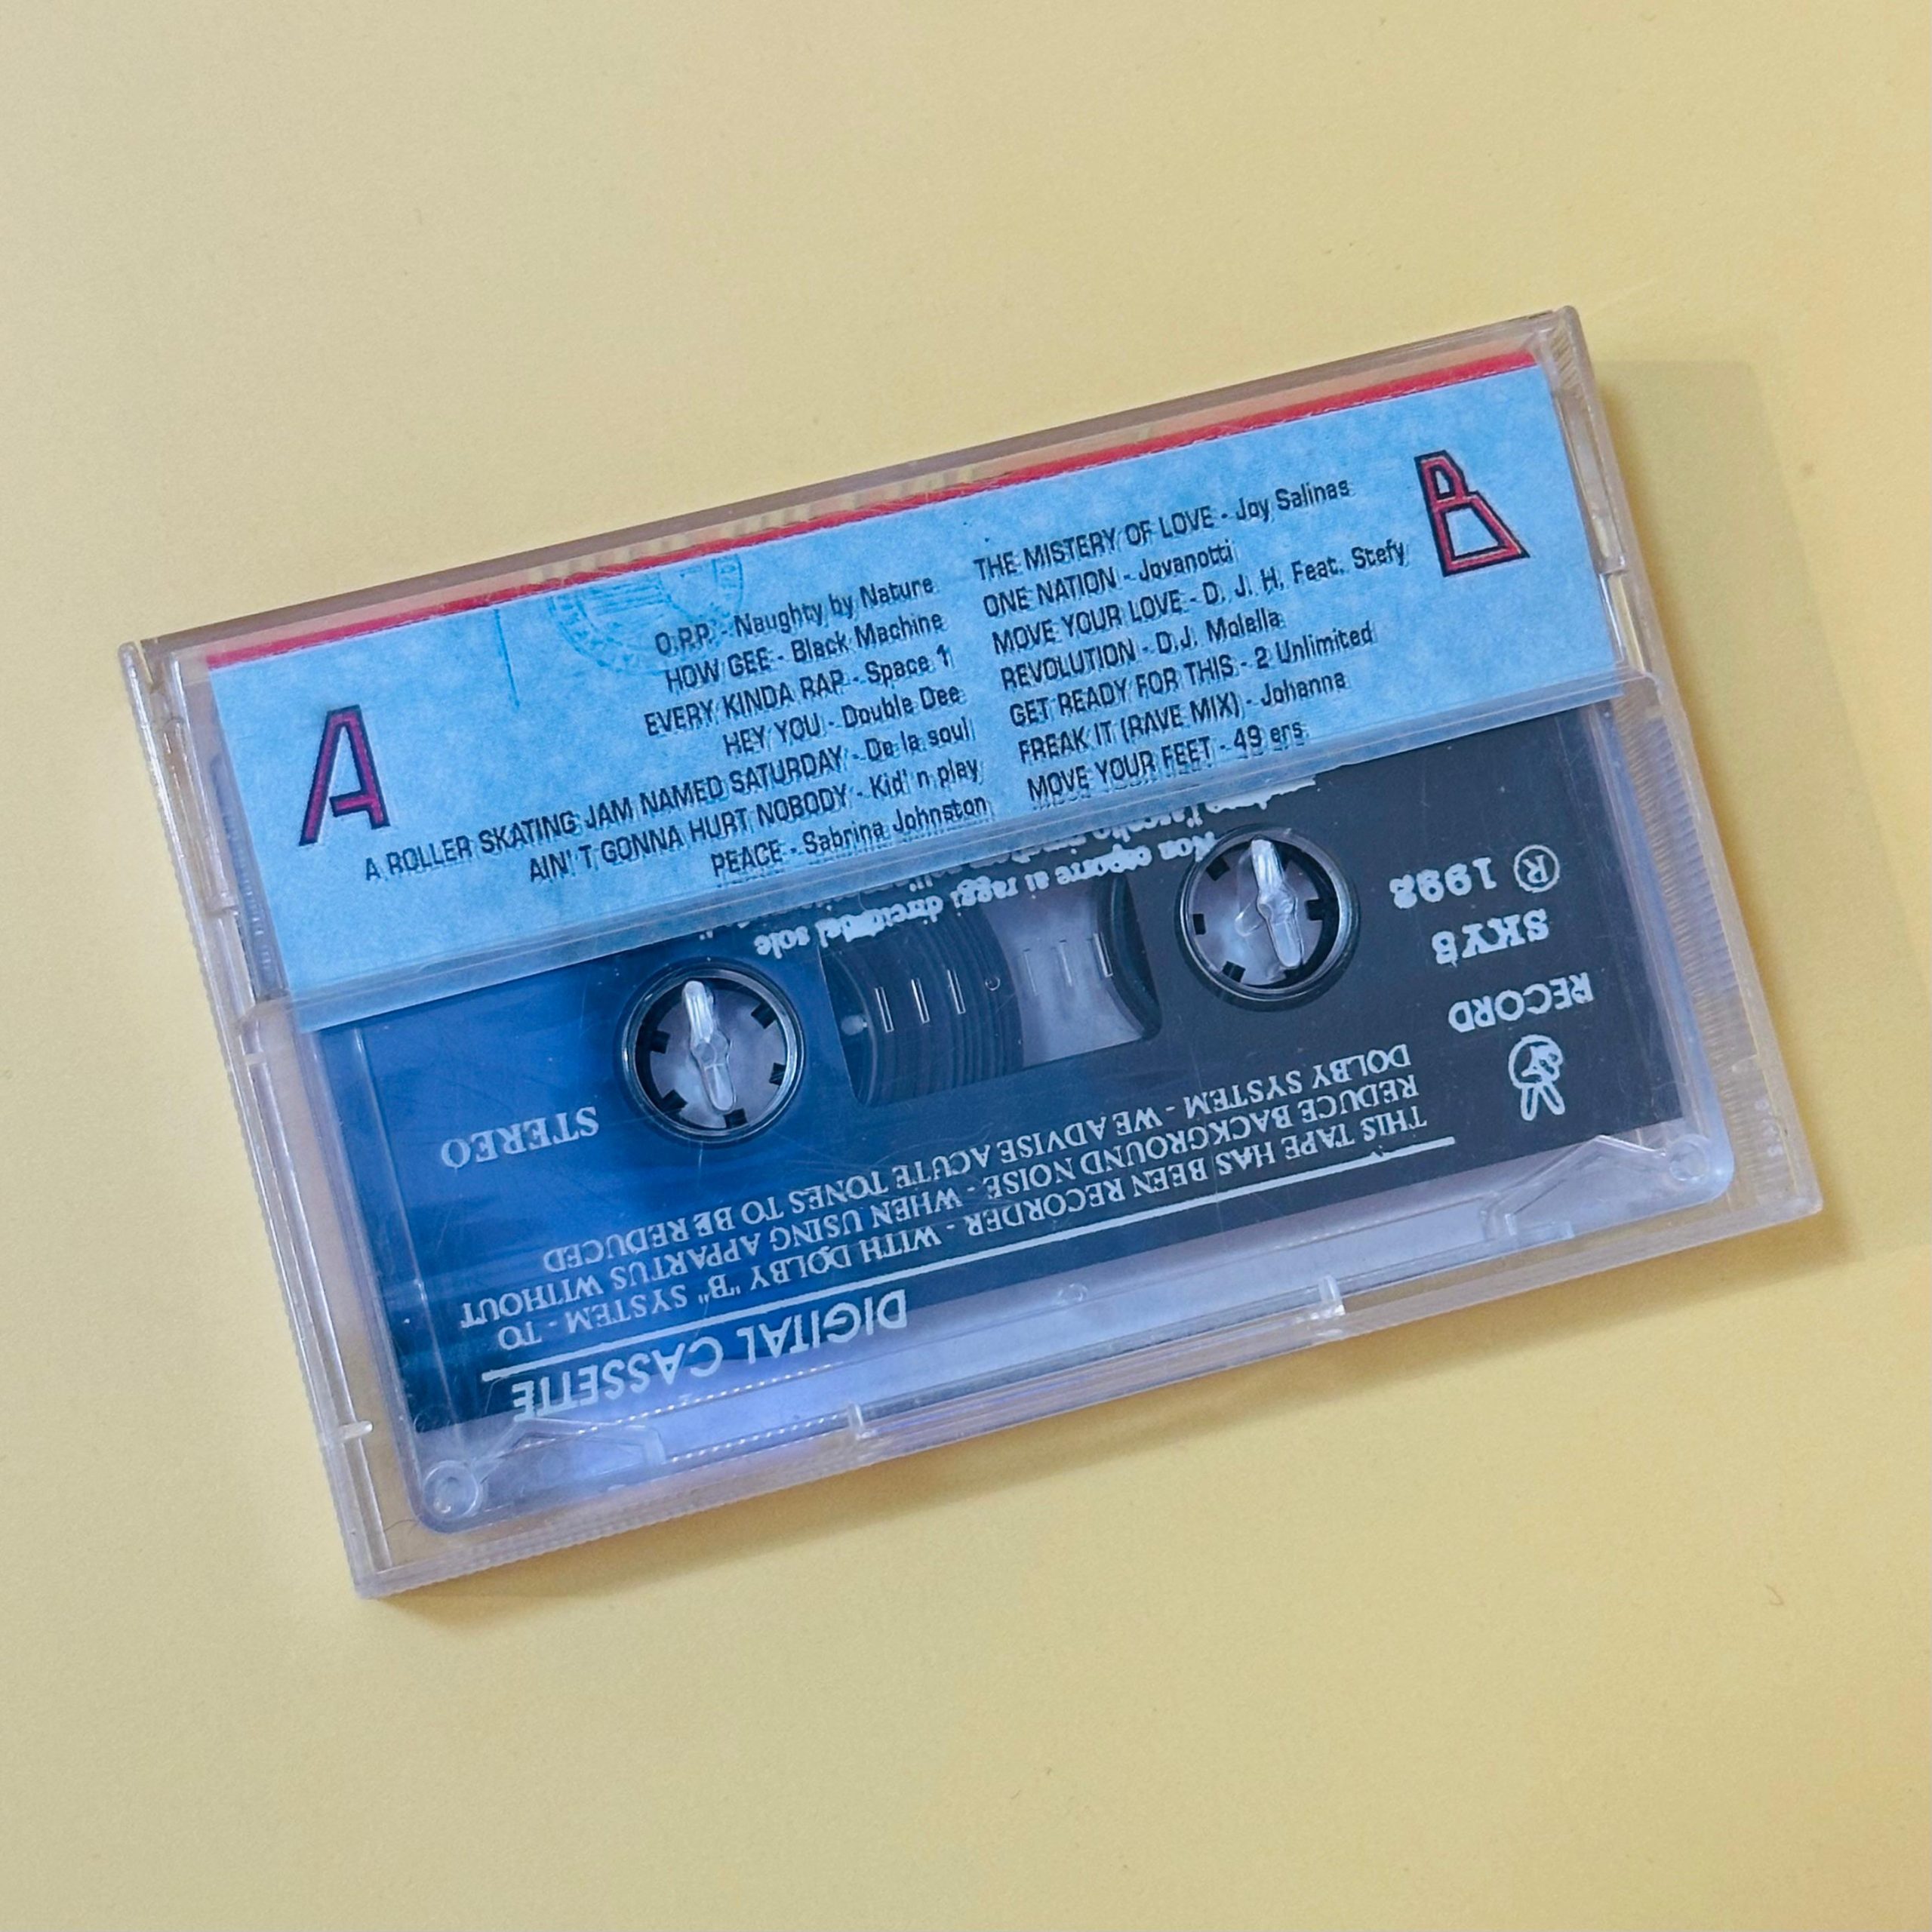 A
O.P.P. - Naughty by Nature
HOW GEE - Black Machine
EVERY KINDA RAP - Space 1
HEY YOU - Double Dee
A ROLLER SKATING JAM NAMED SATURDAY - De la soul
AIN'T GONNA HURT NOBODY - Kid' n play
PEACE - Sabrina Johnston
B
THE MISTERY OF LOVE - Joy Salinas
ONE NATION - Jovanotti
MOVE YOUR LOVE - D. J. H. Feat. Stefy
REVOLUTION - D.J. Molella
GET READY FOR THIS - 2 Unlimited
FREAK IT (RAVE MIX) - Johanna
MOVE YOUR FEET - 49 ers
DIGITAL CASSETTE
THIS TAPE HAS BEEN RECORDER - WITH DOLBY "B" SYSTEM - TO
REDUCE BACKGROUND NOISE - WHEN USING APPARTUS WITHOUT
DOLBY SYSTEM - WE ADVISE ACUTE TONES TO BE REDUCED
RECORD
SKYS
® 1992
STEREO
Non esporre ai raggi diretti del sole